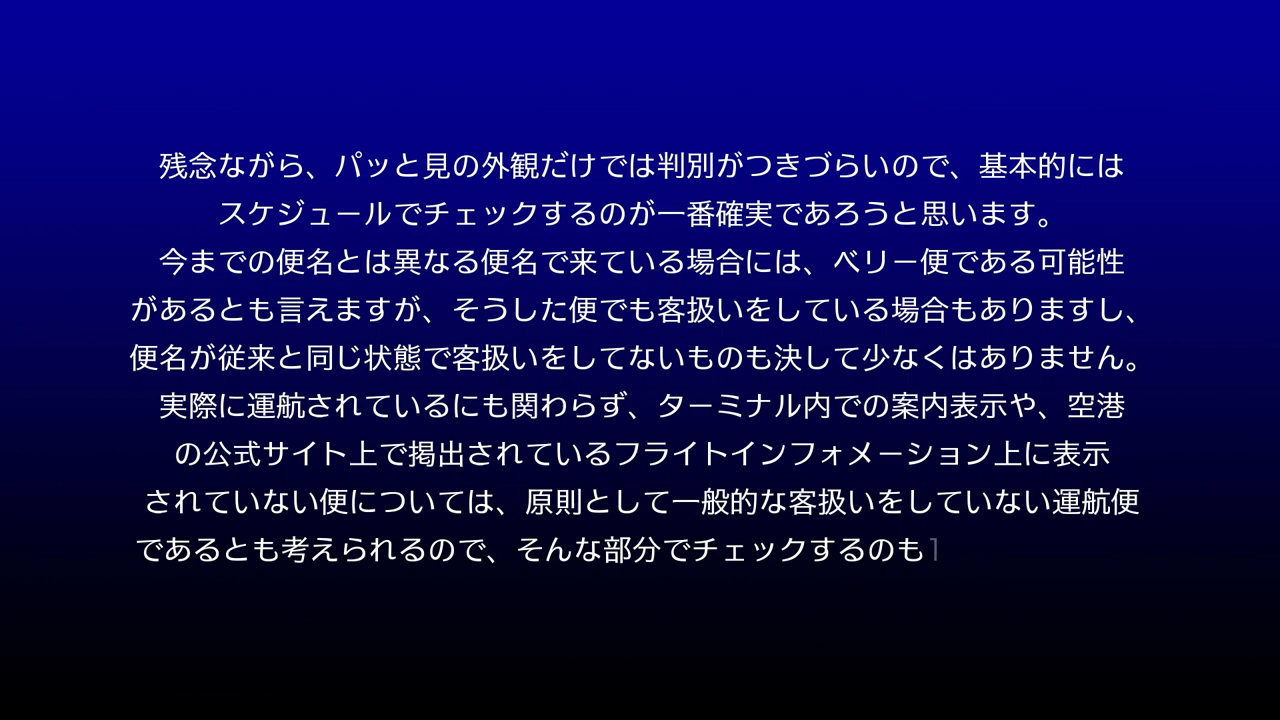 残念ながら、パッと見の外観だけでは判別がつきづらいので、基本的には
スケジュールでチェックするのが一番確実であろうと思います。
今までの便名とは異なる便名で来ている場合には、ベリー便である可能性
があるとも言えますが、そうした便でも客扱いをしている場合もありますし、
便名が従来と同じ状態で客扱いをしてないものも決して少なくはありません。
実際に運航されているにも関わらず、ターミナル内での案内表示や、空港
の公式サイト上で掲出されているフライトインフォメーション上に表示
されていない便については、原則として一般的な客扱いをしていない運航便
であるとも考えられるので、そんな部分でチェックするのも1